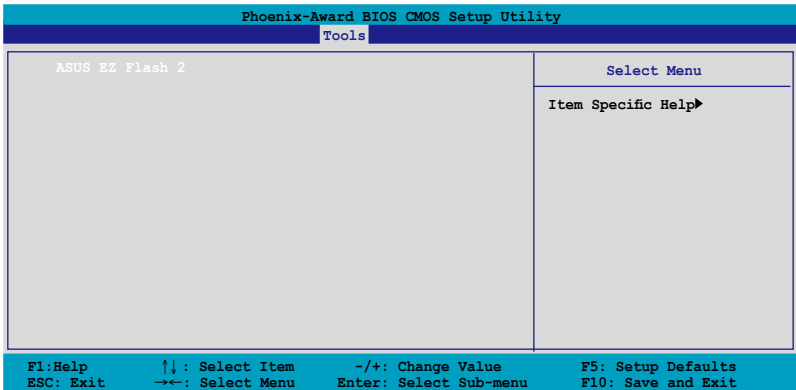 Phoenix-Award BIOS CMOS Setup Utility
Tools
ASUS EZ Flash 2
Select Menu
Item Specific Help▶
F1:Help ↑↓ : Select Item -/+: Change Value F5: Setup Defaults
ESC: Exit →←: Select Menu Enter: Select Sub-menu F10: Save and Exit